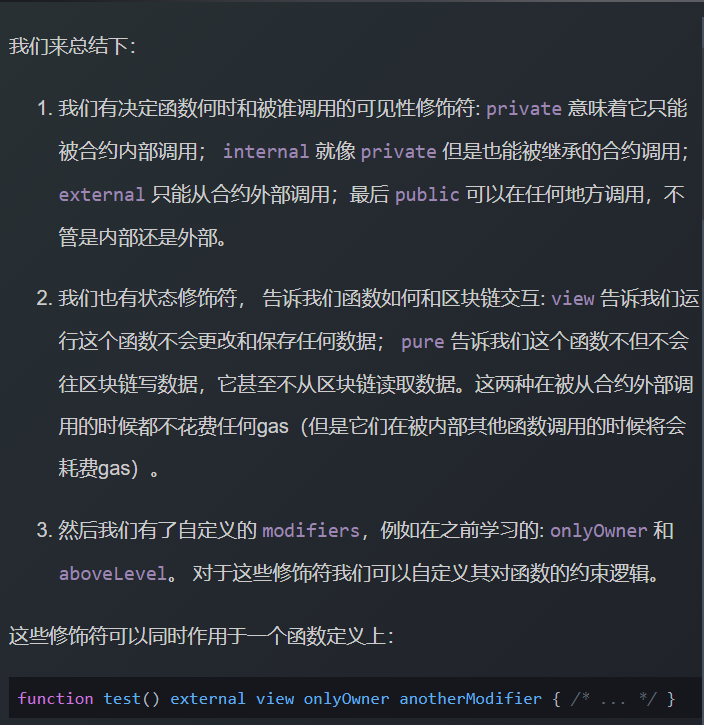 我们来总结下：
1. 我们有决定函数何时和被谁调用的可见性修饰符: private 意味着它只能
被合约内部调用； internal 就像 private 但是也能被继承的合约调用；
external 只能从合约外部调用；最后 public 可以在任何地方调用，不
管是内部还是外部。
2. 我们也有状态修饰符， 告诉我们函数如何和区块链交互: view 告诉我们运
行这个函数不会更改和保存任何数据； pure 告诉我们这个函数不但不会
往区块链写数据，它甚至不从区块链读取数据。这两种在被从合约外部调
用的时候都不花费任何gas（但是它们在被内部其他函数调用的时候将会
耗费gas）。
3. 然后我们有了自定义的 modifiers，例如在之前学习的: onlyOwner 和
aboveLevel。 对于这些修饰符我们可以自定义其对函数的约束逻辑。
这些修饰符可以同时作用于一个函数定义上：
function test() external view onlyOwner anotherModifier { /* ... */ }